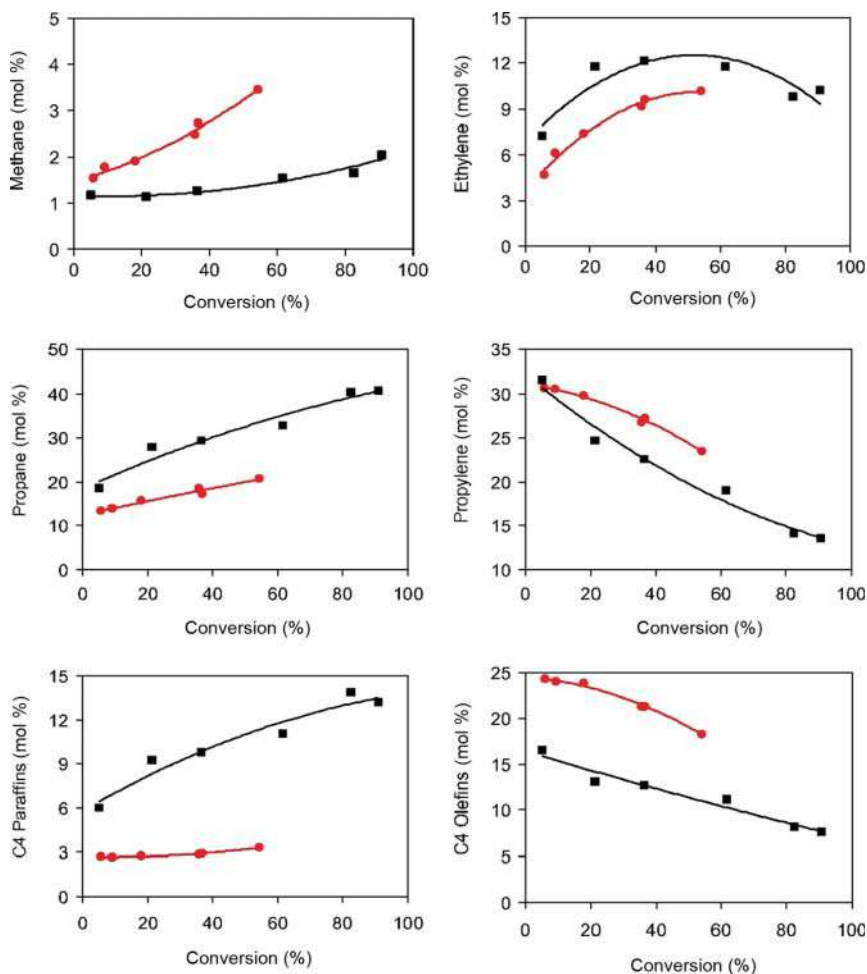 Methane (mol %)
5
4
3
2
1
0
0 20 40 60 80 100
Conversion (%)
Ethylene (mol %)
15
12
9
6
3
0
0 20 40 60 80 100
Conversion (%)
Propane (mol %)
50
40
30
20
10
0
0 20 40 60 80 100
Conversion (%)
Propylene (mol %)
35
30
25
20
15
10
0 20 40 60 80 100
Conversion (%)
C4 Paraffins (mol %)
15
12
9
6
3
0
0 20 40 60 80 100
Conversion (%)
C4 Olefins (mol %)
25
20
15
10
5
0
0 20 40 60 80 100
Conversion (%)